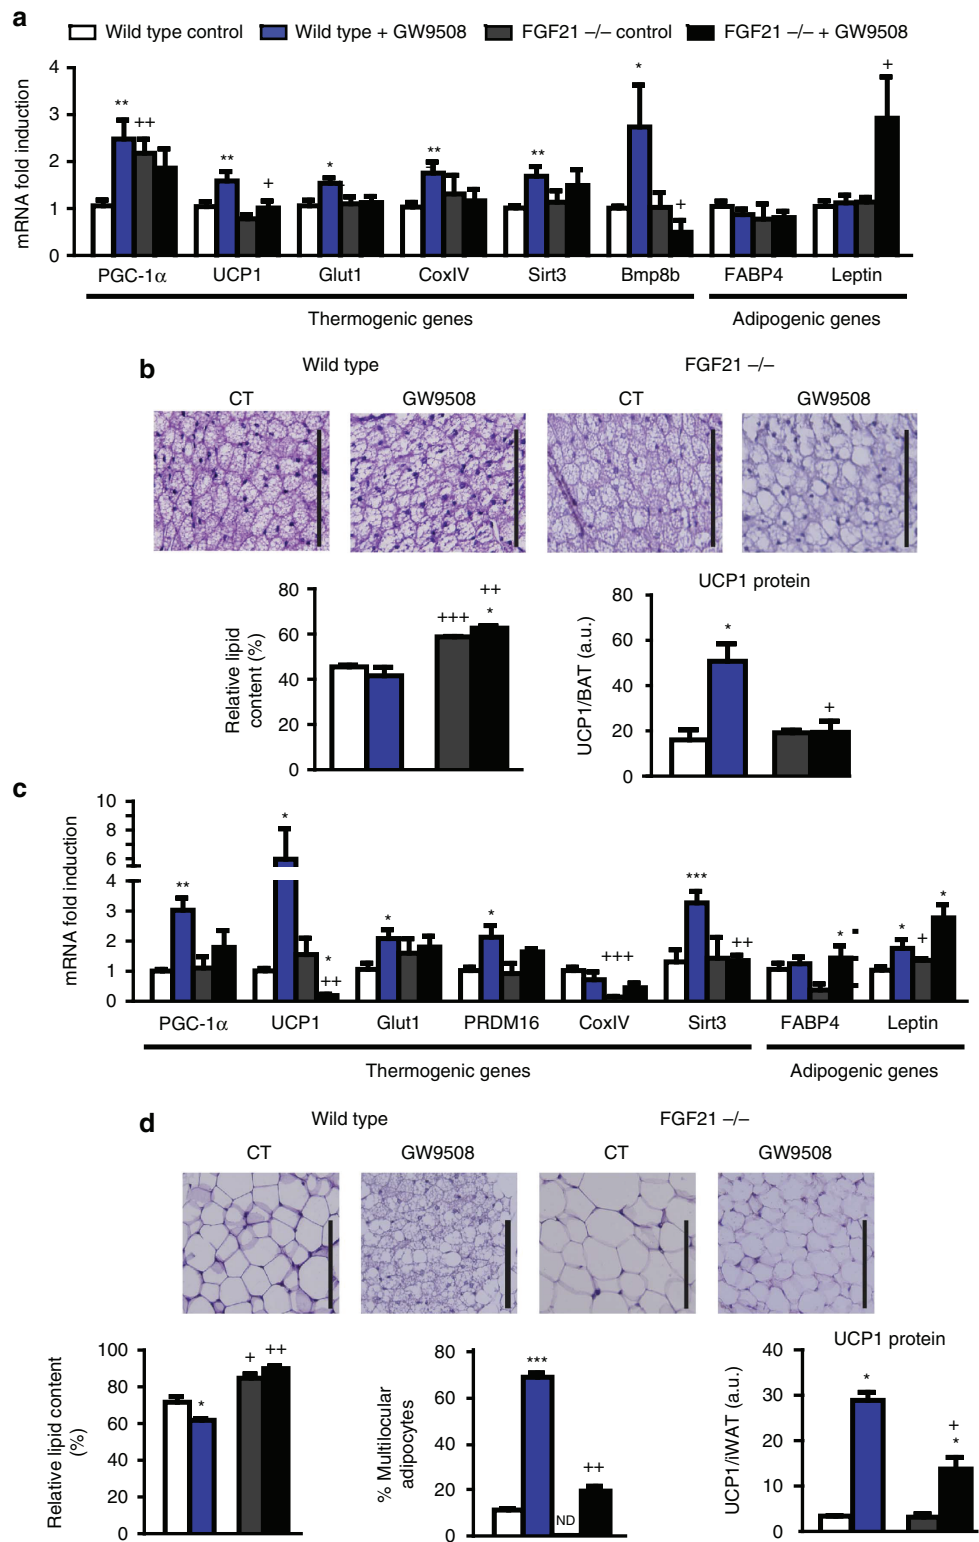 a
Wild type control
Wild type + GW9508
FGF21 –/– control
FGF21 –/– + GW9508
mRNA fold induction
4
3
2
1
0
** ++ ** + * ** ** * + +
PGC-1α UCP1 Glut1 CoxIV Sirt3 Bmp8b FABP4 Leptin
Thermogenic genes Adipogenic genes
b
Wild type FGF21 –/–
CT GW9508 CT GW9508
Relative lipid content (%)
80
60
40
20
0
+++ ++ *
UCP1 protein
UCP1/BAT (a.u.)
80
60
40
20
0
* +
c
mRNA fold induction
10
8
6
4
3
2
1
0
** * * ++ * * +++ *** ++ * * + *
PGC-1α UCP1 Glut1 PRDM16 CoxIV Sirt3 FABP4 Leptin
Thermogenic genes Adipogenic genes
d
Wild type FGF21 –/–
CT GW9508 CT GW9508
Relative lipid content (%)
100
80
60
40
20
0
* + ++
% Multilocular adipocytes
80
60
40
20
0
*** ND ++
UCP1 protein
UCP1/iWAT (a.u.)
40
30
20
10
0
* + *